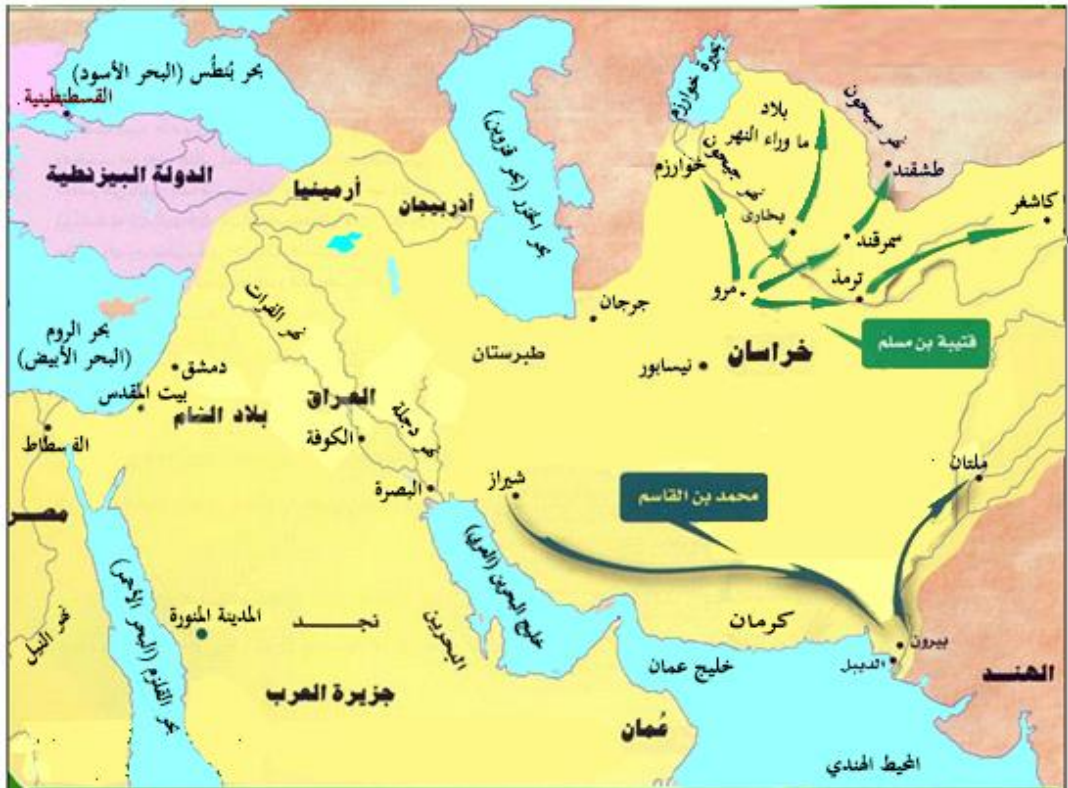 بحر بُنطُس (البحر الأسود)
القسطنطينية
الدولة البيزنطية
أرمينيا
أذربيجان
بحر الخزر (بحر قزوين)
بحيرة خوارزم
بلاد
ما وراء النهر
نهر سيحون
نهر جيحون
خوارزم
طشقند
كاشغر
بخارى
سمرقند
ترمذ
مرو
قتيبة بن مسلم
جرجان
طبرستان
خراسان
نيسابور
بحر الروم
(البحر الأبيض)
نهر الفرات
دمشق
بيت المقدس
بلاد الشام
العراق
الكوفة
نهر دجلة
البصرة
الفسطاط
مصر
نهر النيل
شيراز
محمد بن القاسم
ملتان
بحر القلزم (البحر الأحمر)
المدينة المنورة
نجد
البحرين
خليج البحرين (العربي)
كرمان
بيرون
الديبل
الهند
خليج عمان
جزيرة العرب
عُمان
المحيط الهندي